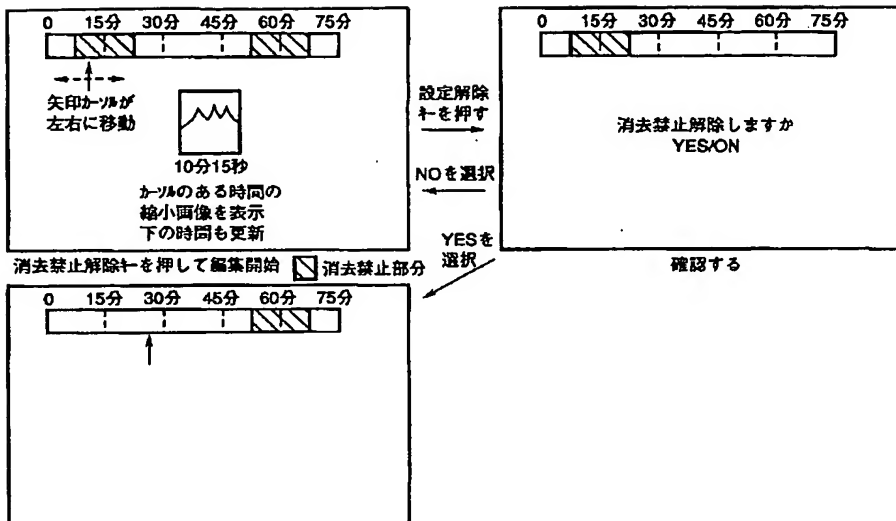 0 15分 30分 45分 60分 75分
矢印カーソルが
左右に移動
10分15秒
カーソルのある時間の
縮小画像を表示
下の時間も更新
消去禁止解除キーを押して編集開始 消去禁止部分
設定解除
キーを押す
NOを選択
YESを
選択
0 15分 30分 45分 60分 75分
消去禁止解除しますか
YES/ON
確認する
0 15分 30分 45分 60分 75分